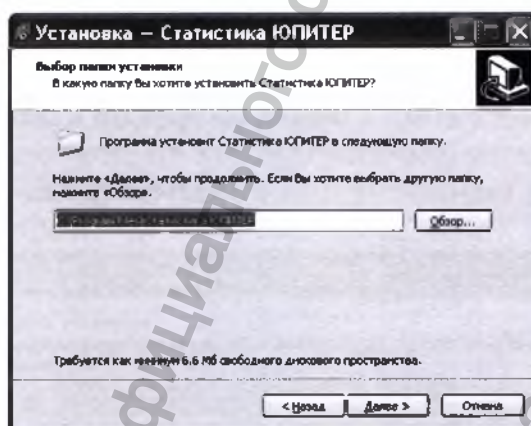 Установка — Статистика ЮПИТЕР
Выбор папки установки
В какую папку Вы хотите установить Статистика ЮПИТЕР?
Программа установит Статистика ЮПИТЕР в следующую папку.
Нажмите «Далее», чтобы продолжить. Если Вы хотите выбрать другую папку,
нажмите «Обзор».
ЮПИТЕР
Обзор...
Требуется как минимум 6.6 Мб свободного дискового пространства.
< Назад
Далее >
Отмена